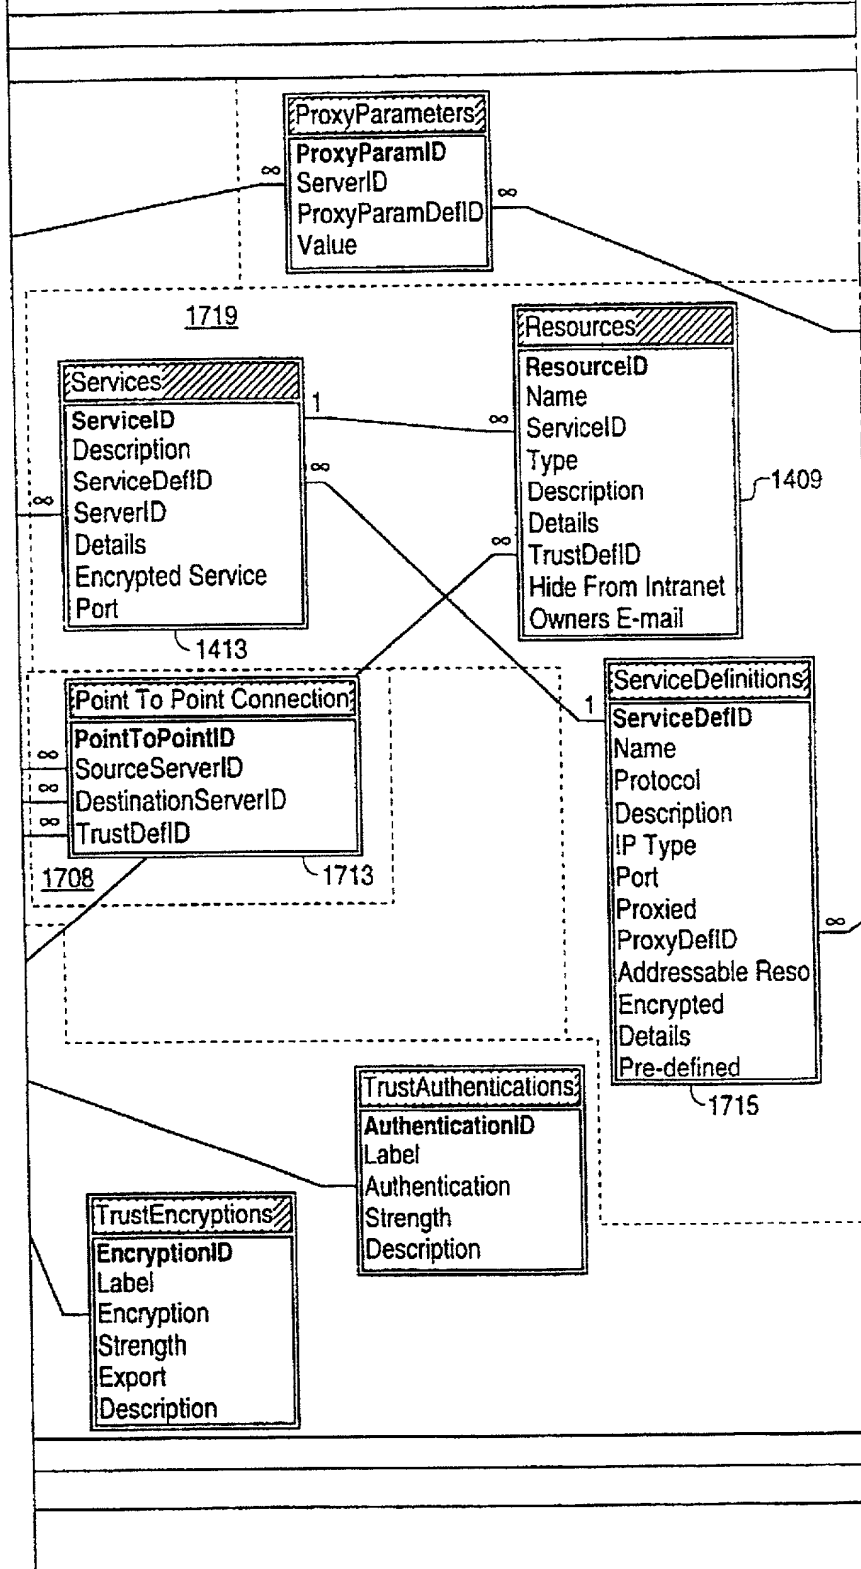 ProxyParameters
ProxyParamID
∞
ServerID
∞
ProxyParamDefID
Value
1719
Resources
ResourceID
Name
∞
ServiceID
Type
Description
Details
∞
TrustDefID
Hide From Intranet
Owners E-mail
1409
Services
1
ServiceID
Description
∞
ServiceDefID
∞
ServerID
Details
Encrypted Service
Port
1413
Point To Point Connection
PointToPointID
∞
SourceServerID
∞
DestinationServerID
∞
TrustDefID
1708
1713
ServiceDefinitions
1
ServiceDefID
Name
Protocol
Description
IP Type
Port
Proxied
∞
ProxyDefID
Addressable Reso
Encrypted
Details
Pre-defined
1715
TrustAuthentications
AuthenticationID
Label
Authentication
Strength
Description
TrustEncryptions
EncryptionID
Label
Encryption
Strength
Export
Description